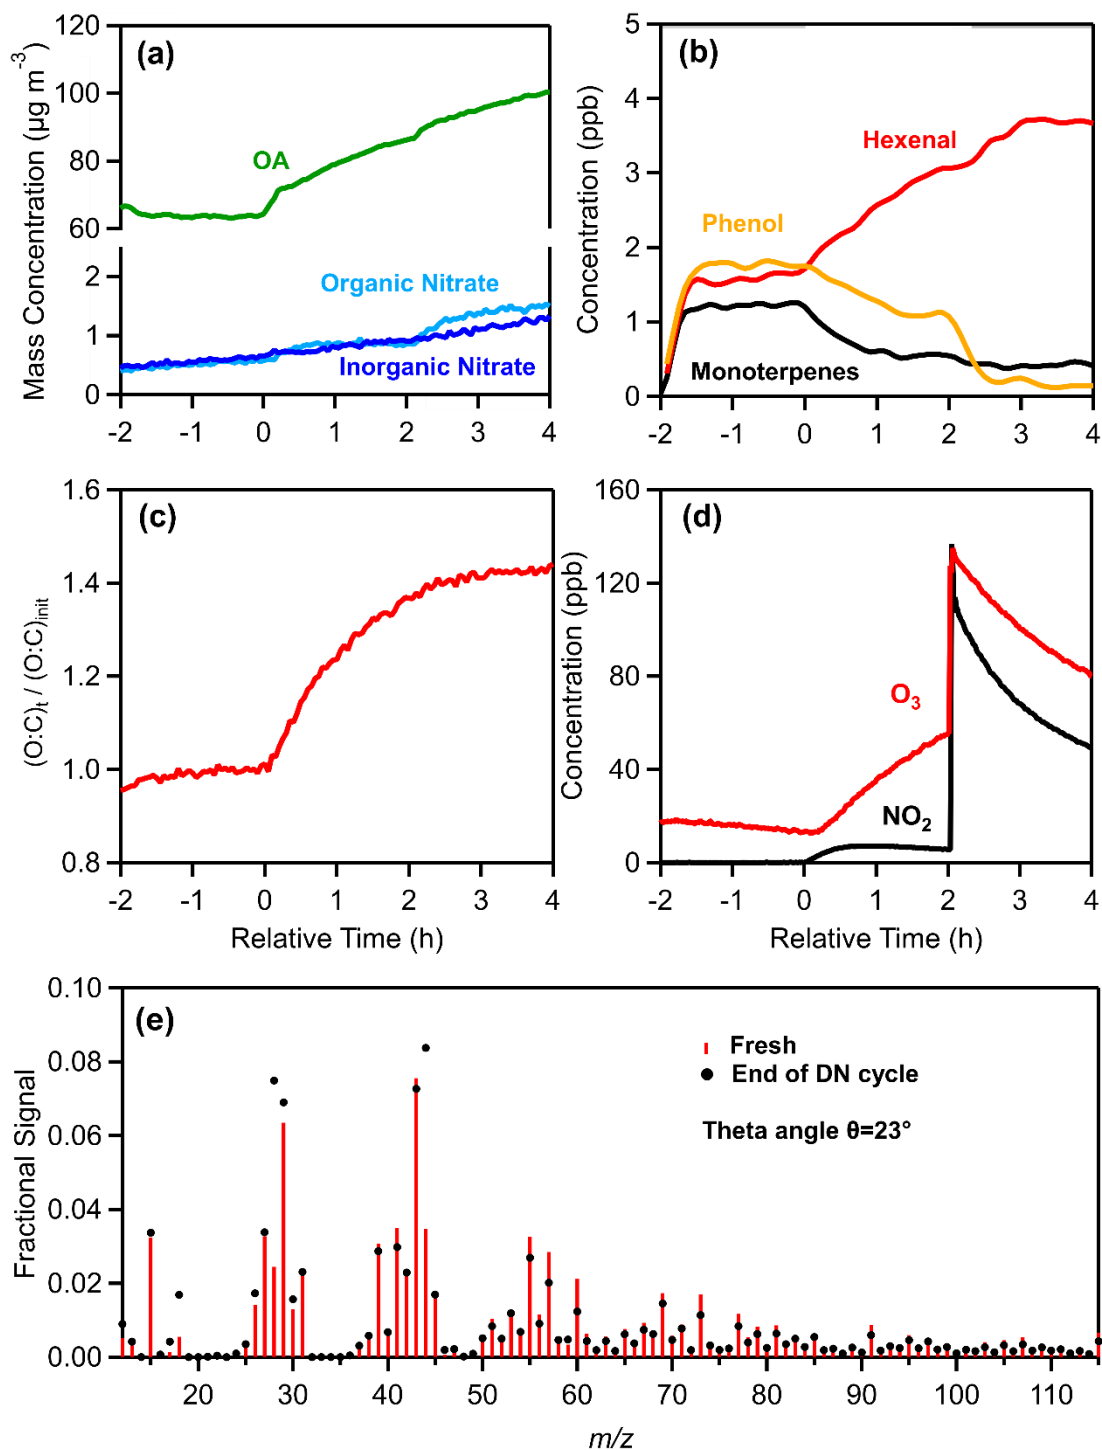 (a)
Mass Concentration (µg m⁻³)
120
100
80
60
2
1
0
OA
Organic Nitrate
Inorganic Nitrate
-2 -1 0 1 2 3 4
(b)
Concentration (ppb)
5
4
3
2
1
0
Hexenal
Phenol
Monoterpenes
-2 -1 0 1 2 3 4
(c)
(O:C)t / (O:C)init
1.6
1.4
1.2
1.0
0.8
-2 -1 0 1 2 3 4
Relative Time (h)
(d)
Concentration (ppb)
160
120
80
40
0
O₃
NO₂
-2 -1 0 1 2 3 4
Relative Time (h)
(e)
Fractional Signal
0.10
0.08
0.06
0.04
0.02
0.00
Fresh
End of DN cycle
Theta angle θ=23°
20 30 40 50 60 70 80 90 100 110
m/z